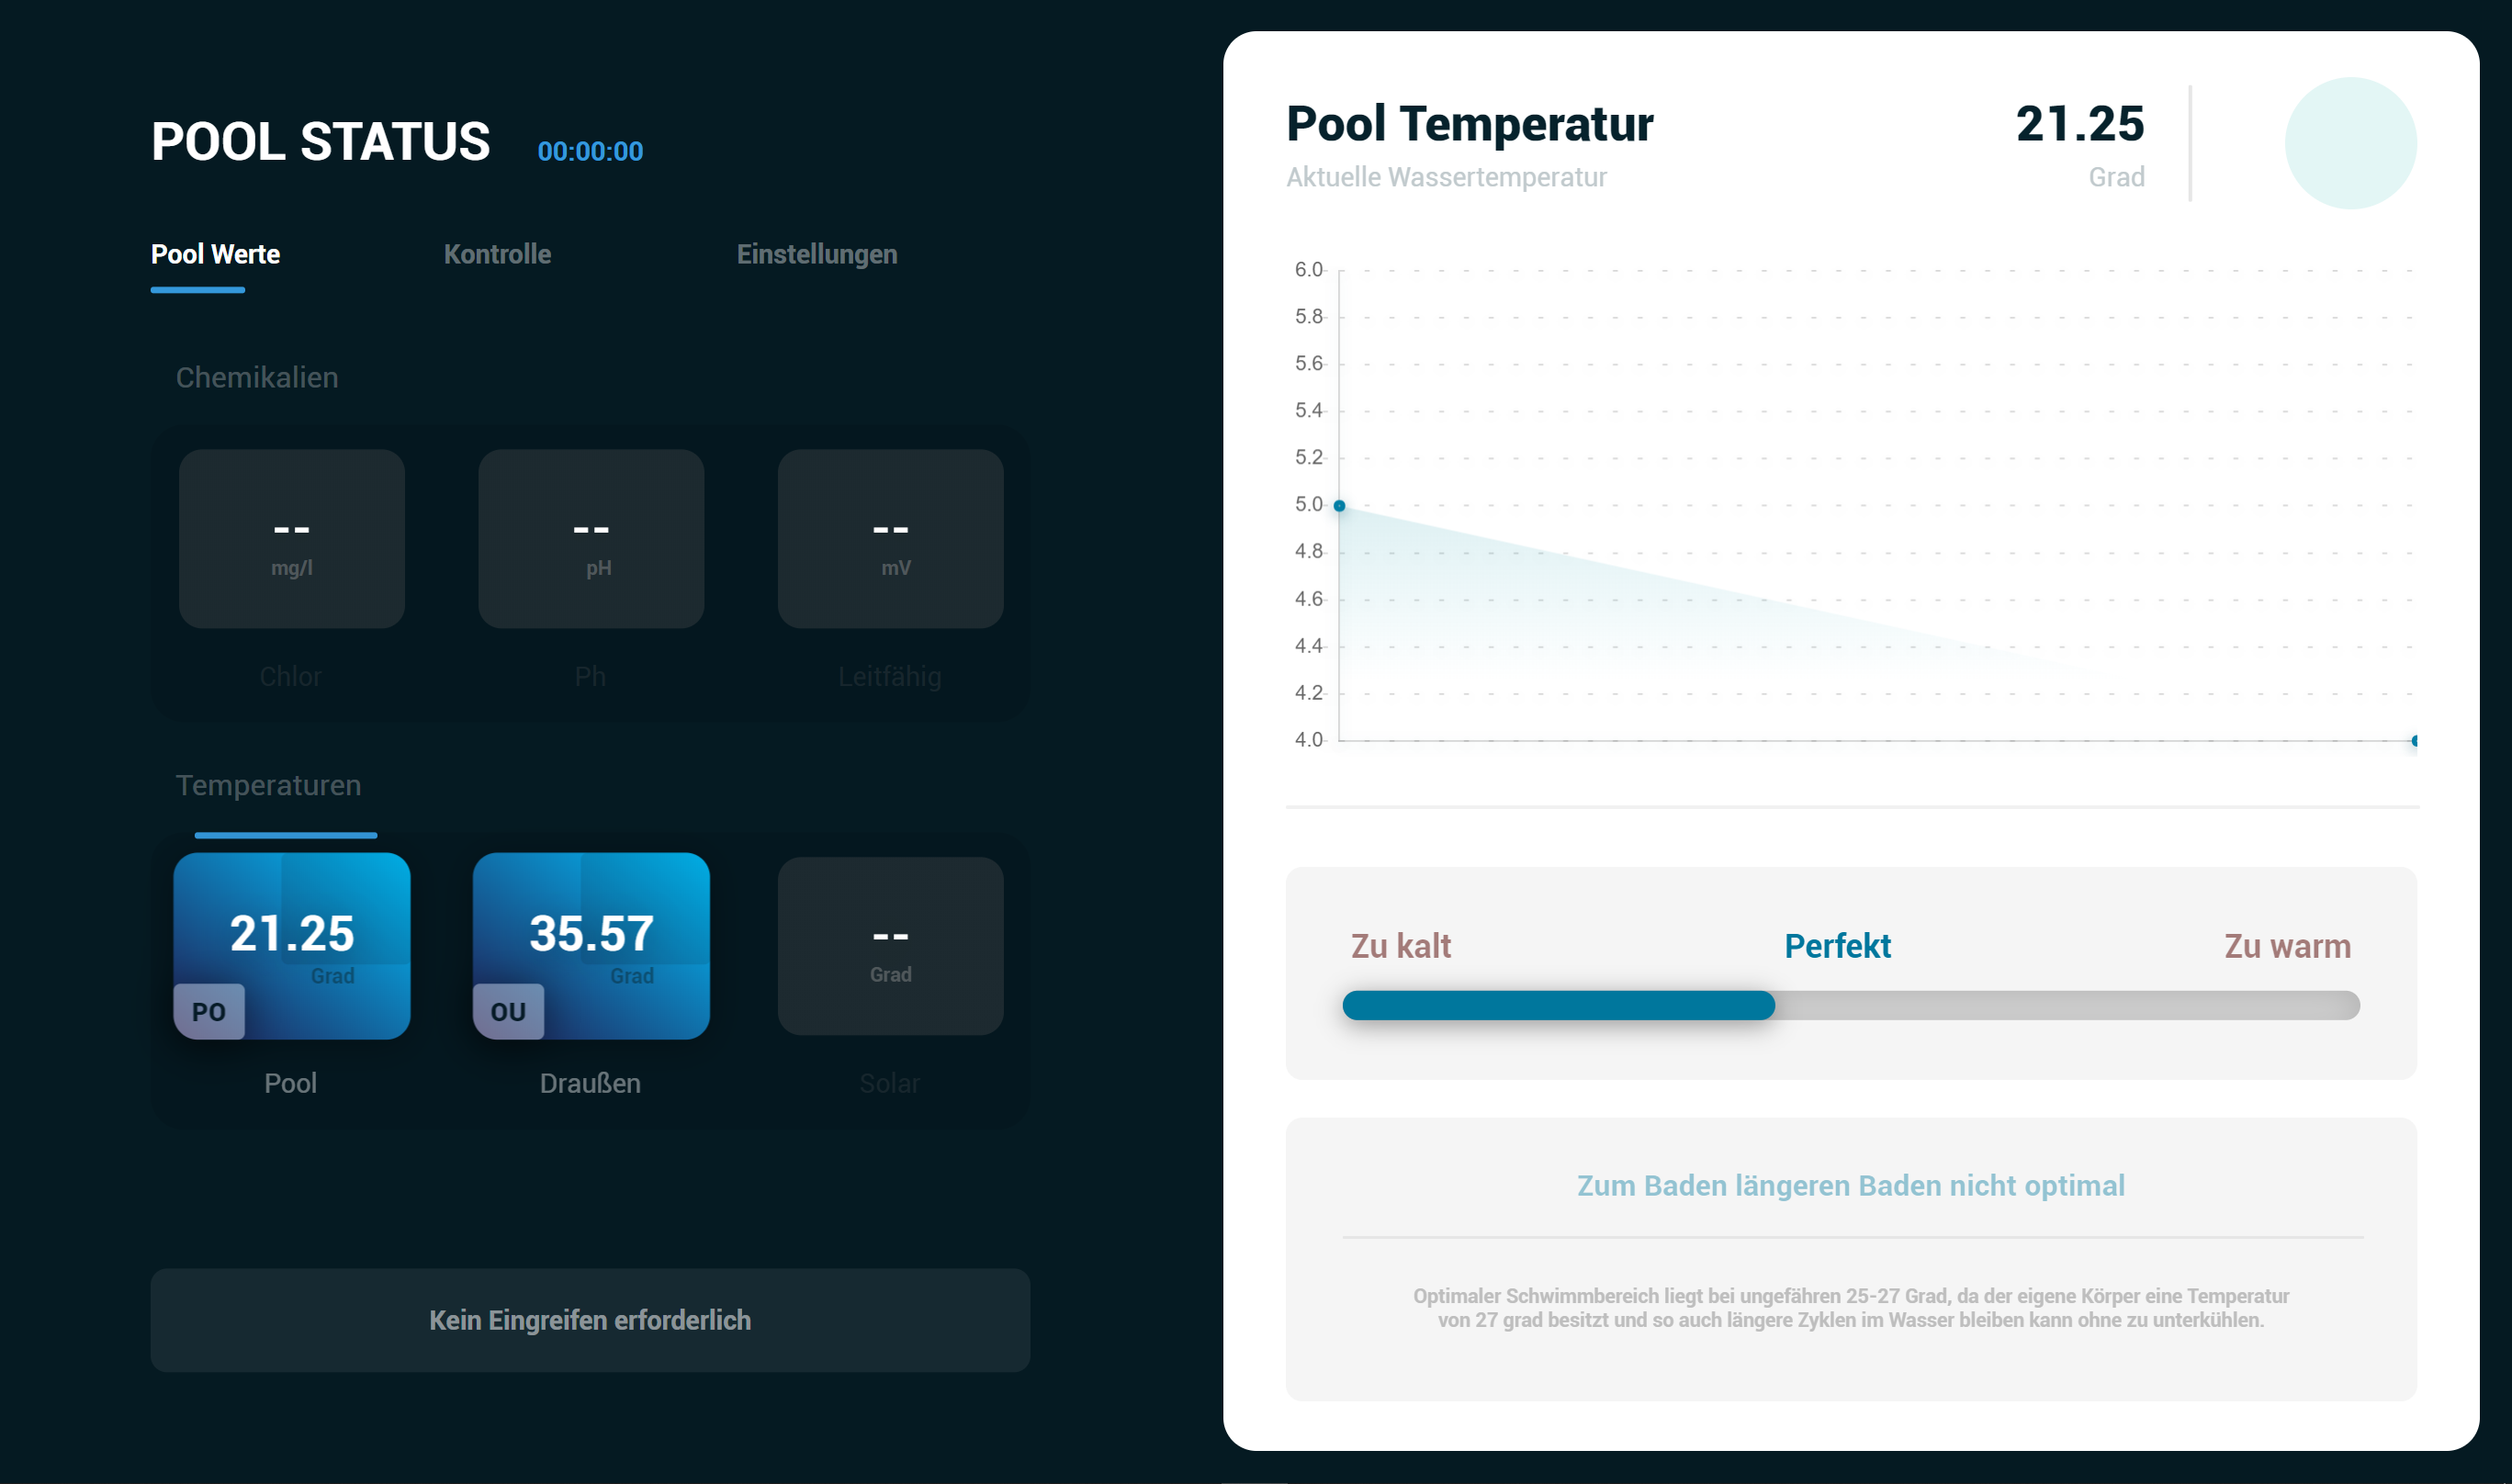 POOL STATUS 00:00:00
Pool Werte Kontrolle Einstellungen
Chemikalien
-- -- --
mg/l pH mV
Chlor Ph Leitfähig
Temperaturen
21.25 35.57 --
Grad Grad Grad
PO OU
Pool Draußen Solar
Kein Eingreifen erforderlich
Pool Temperatur 21.25
Aktuelle Wassertemperatur Grad
6.0
5.8
5.6
5.4
5.2
5.0
4.8
4.6
4.4
4.2
4.0
Zu kalt Perfekt Zu warm
Zum Baden längeren Baden nicht optimal
Optimaler Schwimmbereich liegt bei ungefähren 25-27 Grad, da der eigene Körper eine Temperatur
von 27 grad besitzt und so auch längere Zyklen im Wasser bleiben kann ohne zu unterkühlen.